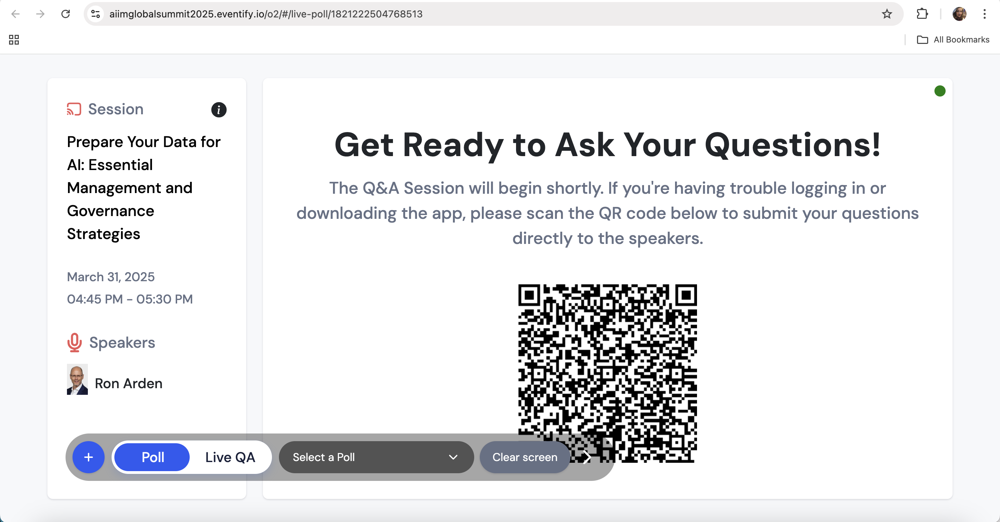 aiimglobalsummit2025.eventify.io/o2/#/live-poll/1821222504768513
All Bookmarks
Session
i
Prepare Your Data for
AI: Essential
Management and
Governance
Strategies
March 31, 2025
04:45 PM - 05:30 PM
Speakers
Ron Arden
Get Ready to Ask Your Questions!
The Q&A Session will begin shortly. If you're having trouble logging in or
downloading the app, please scan the QR code below to submit your questions
directly to the speakers.
+ Poll Live QA Select a Poll Clear screen